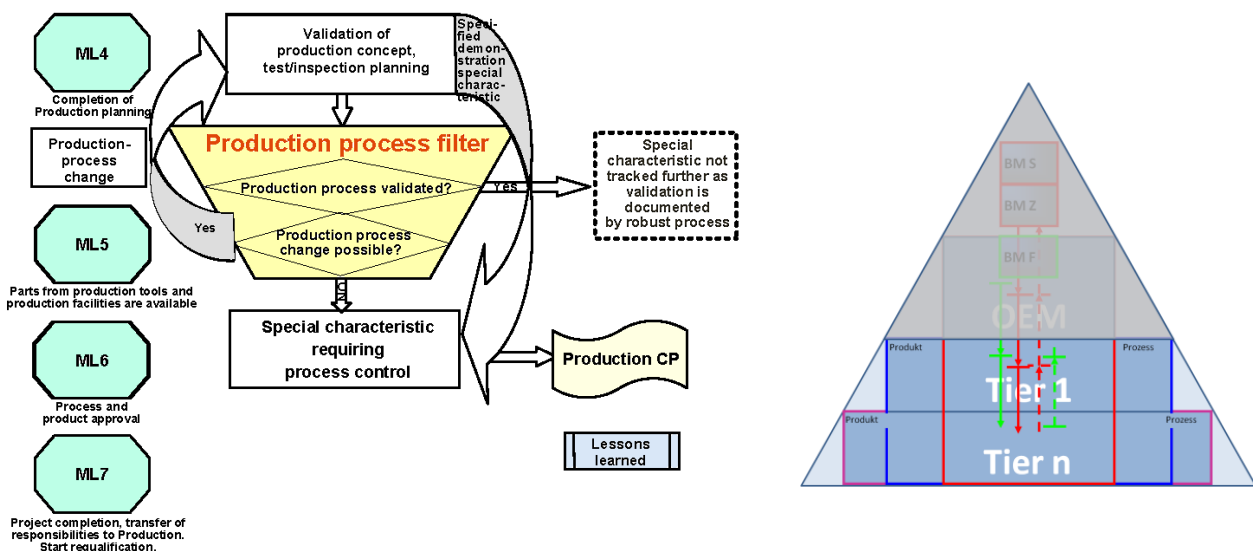 ML4
Completion of
Production planning
Production-
process
change
ML5
Parts from production tools and
production facilities are available
ML6
Process and
product approval
ML7
Project completion, transfer of
responsibilities to Production.
Start requalification.
Validation of
production concept,
test/inspection planning
Speci-
fied
demon-
stration
special
charac-
teristic
Production process filter
Production process validated?
Yes
Production process
change possible?
Yes
Special characteristic
requiring
process control
Special
characteristic not
tracked further as
validation is
documented
by robust process
Production CP
Lessons
learned
BM S
BM Z
BM F
OEM
Produkt
Prozess
Tier 1
Produkt
Prozess
Tier n